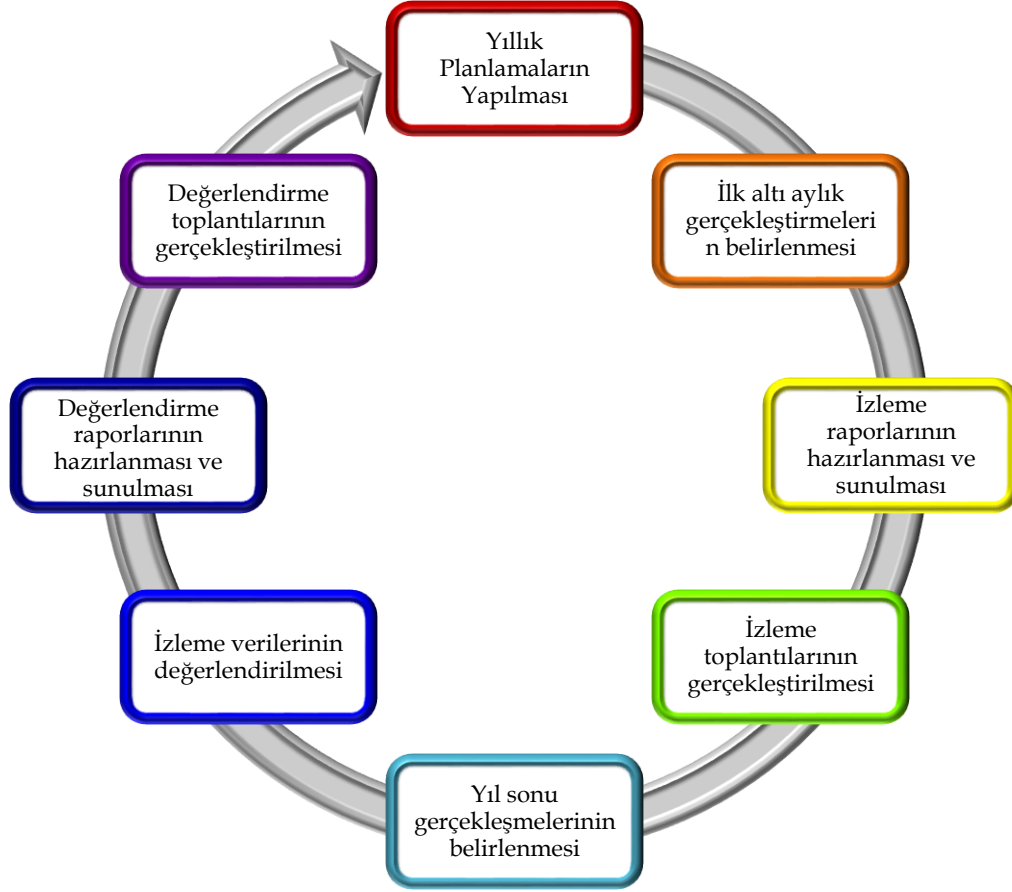 Yıllık
Planlamaların
Yapılması
İlk altı aylık
gerçekleştirmeleri
n belirlenmesi
İzleme
raporlarının
hazırlanması ve
sunulması
İzleme
toplantılarının
gerçekleştirilmesi
Yıl sonu
gerçekleşmelerinin
belirlenmesi
İzleme verilerinin
değerlendirilmesi
Değerlendirme
raporlarının
hazırlanması ve
sunulması
Değerlendirme
toplantılarının
gerçekleştirilmesi